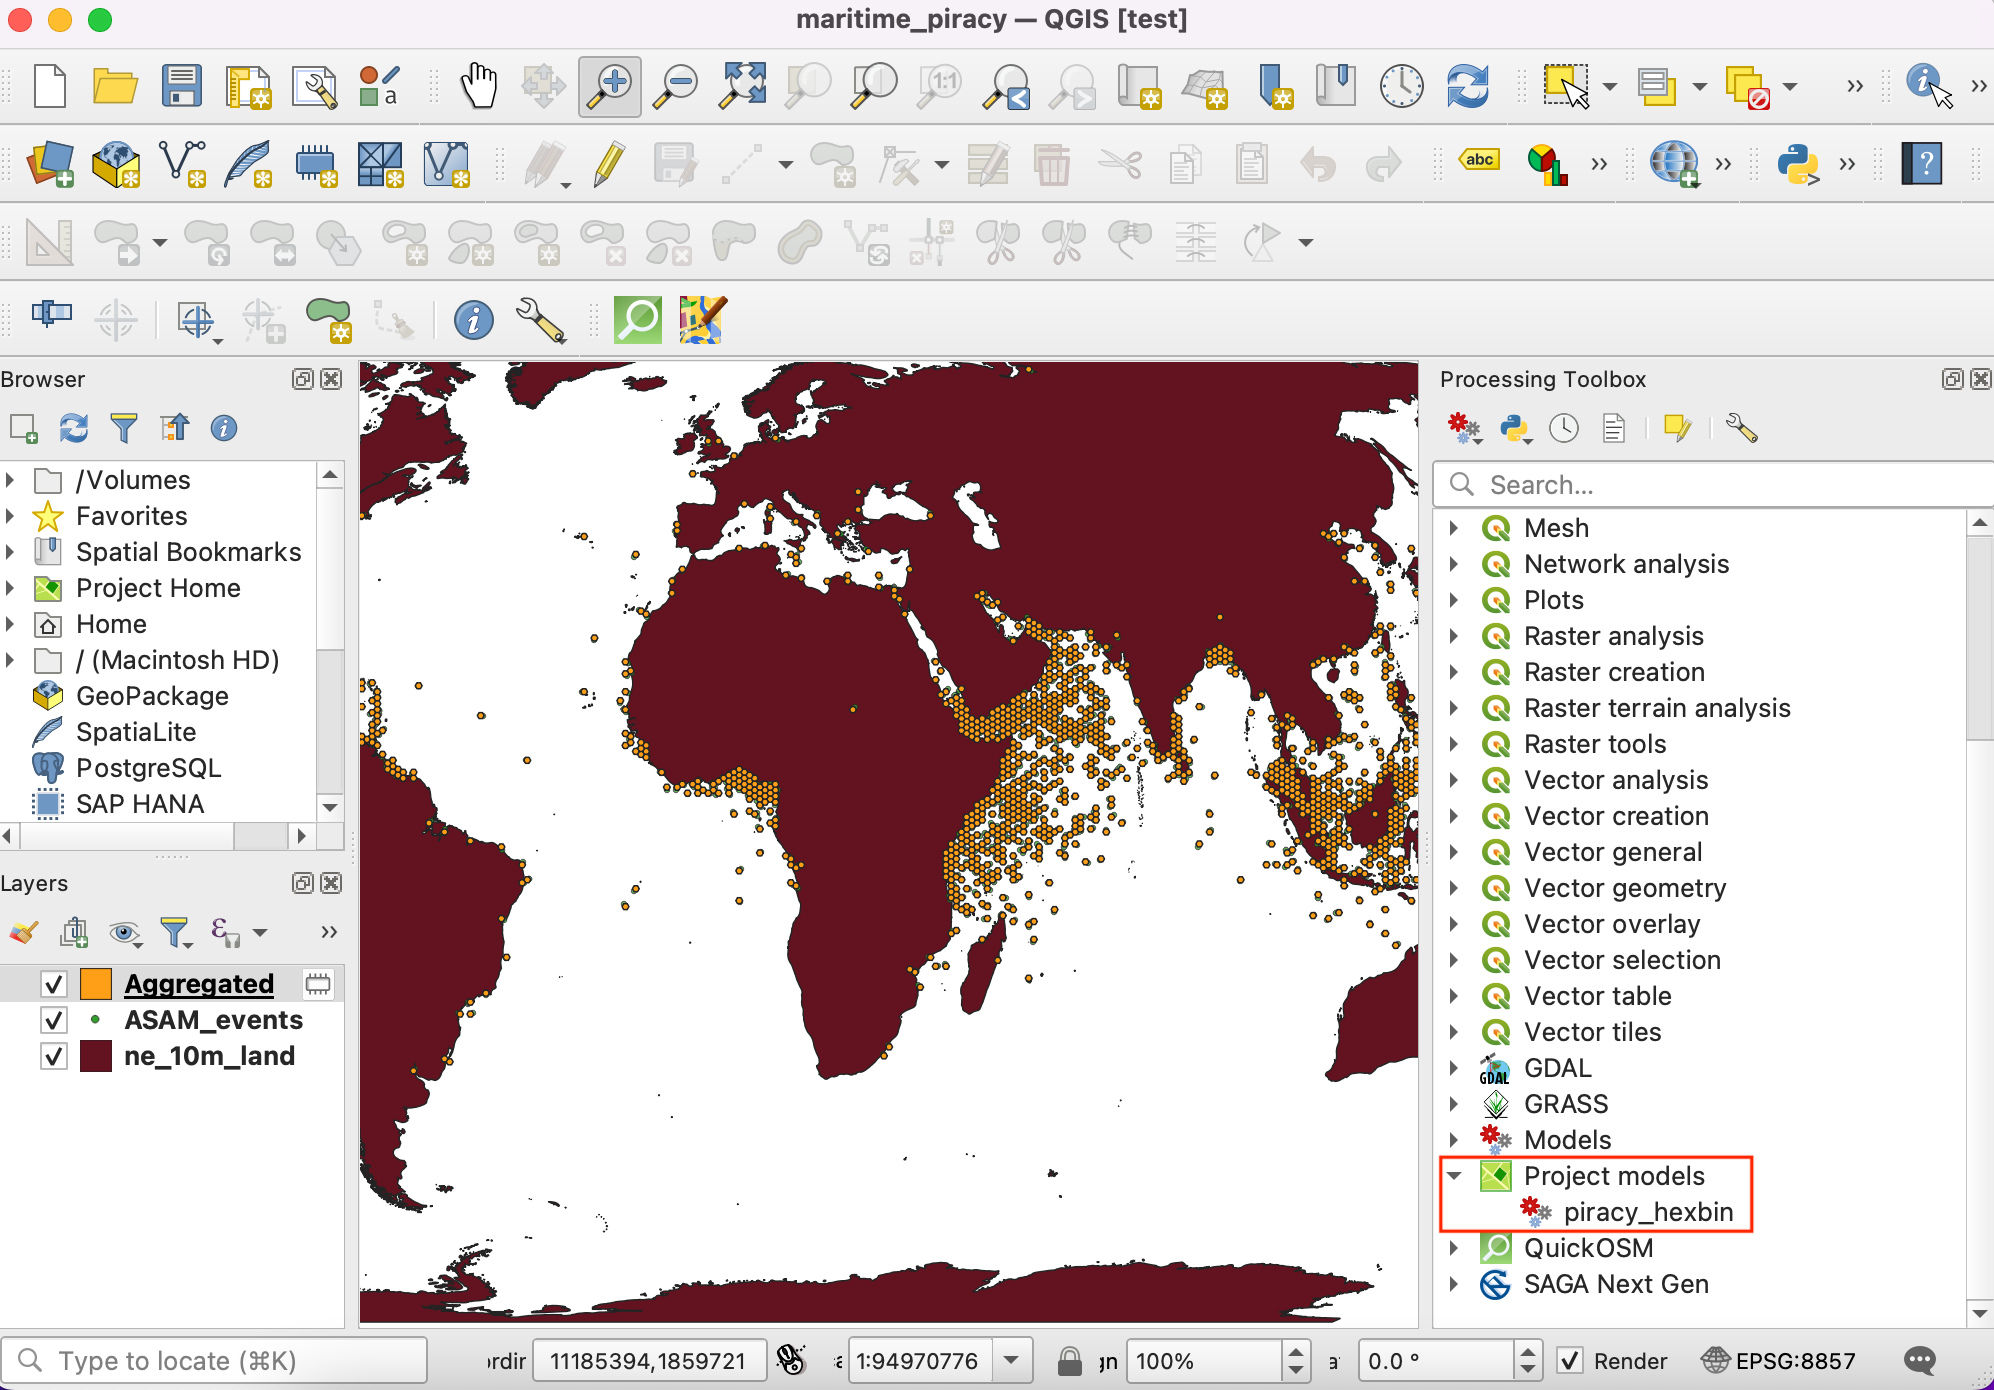 maritime_piracy — QGIS [test]
a
1:1
abc
?
Browser
/Volumes
Favorites
Spatial Bookmarks
Project Home
Home
/ (Macintosh HD)
GeoPackage
SpatiaLite
PostgreSQL
SAP HANA
Layers
Aggregated
ASAM_events
ne_10m_land
Processing Toolbox
Search...
Mesh
Network analysis
Plots
Raster analysis
Raster creation
Raster terrain analysis
Raster tools
Vector analysis
Vector creation
Vector general
Vector geometry
Vector overlay
Vector selection
Vector table
Vector tiles
GDAL GDAL
GRASS
Models
Project models
piracy_hexbin
QuickOSM
SAGA Next Gen
Type to locate (⌘K) 11185394,1859721 1:94970776 100% 0.0 ° Render EPSG:8857